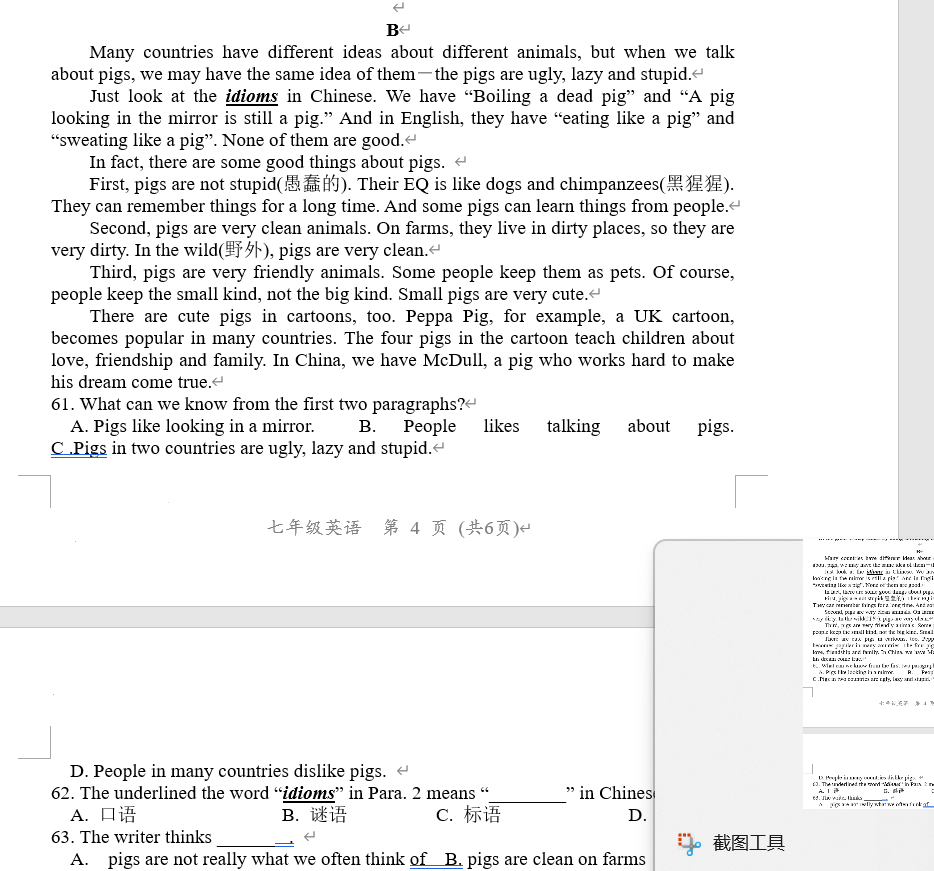 B
Many countries have different ideas about different animals, but when we talk
about pigs, we may have the same idea of them—the pigs are ugly, lazy and stupid.
Just look at the idioms in Chinese. We have “Boiling a dead pig” and “A pig
looking in the mirror is still a pig.” And in English, they have “eating like a pig” and
“sweating like a pig”. None of them are good.
In fact, there are some good things about pigs.
First, pigs are not stupid(愚蠢的). Their EQ is like dogs and chimpanzees(黑猩猩).
They can remember things for a long time. And some pigs can learn things from people.
Second, pigs are very clean animals. On farms, they live in dirty places, so they are
very dirty. In the wild(野外), pigs are very clean.
Third, pigs are very friendly animals. Some people keep them as pets. Of course,
people keep the small kind, not the big kind. Small pigs are very cute.
There are cute pigs in cartoons, too. Peppa Pig, for example, a UK cartoon,
becomes popular in many countries. The four pigs in the cartoon teach children about
love, friendship and family. In China, we have McDull, a pig who works hard to make
his dream come true.
61. What can we know from the first two paragraphs?
A. Pigs like looking in a mirror. B. People likes talking about pigs.
C .Pigs in two countries are ugly, lazy and stupid.
七年级英语 第 4 页 (共6页)
D. People in many countries dislike pigs.
62. The underlined the word “idioms” in Para. 2 means “________” in Chines
A. 口语 B. 谜语 C. 标语 D.
63. The writer thinks ________.
A. pigs are not really what we often think of B. pigs are clean on farms
截图工具